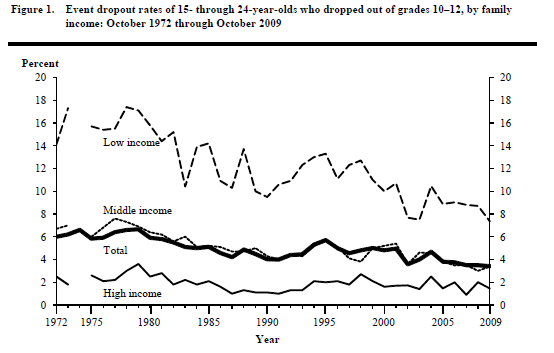 Figure 1. Event dropout rates of 15- through 24-year-olds who dropped out of grades 10–12, by family
income: October 1972 through October 2009
Percent
20 20
18 18
16 16
14 14
Low income
12 12
10 10
8 8
Middle income
6 6
Total
4 4
2 2
High income
0 0
1972 1975 1980 1985 1990 1995 2000 2005 2009
Year